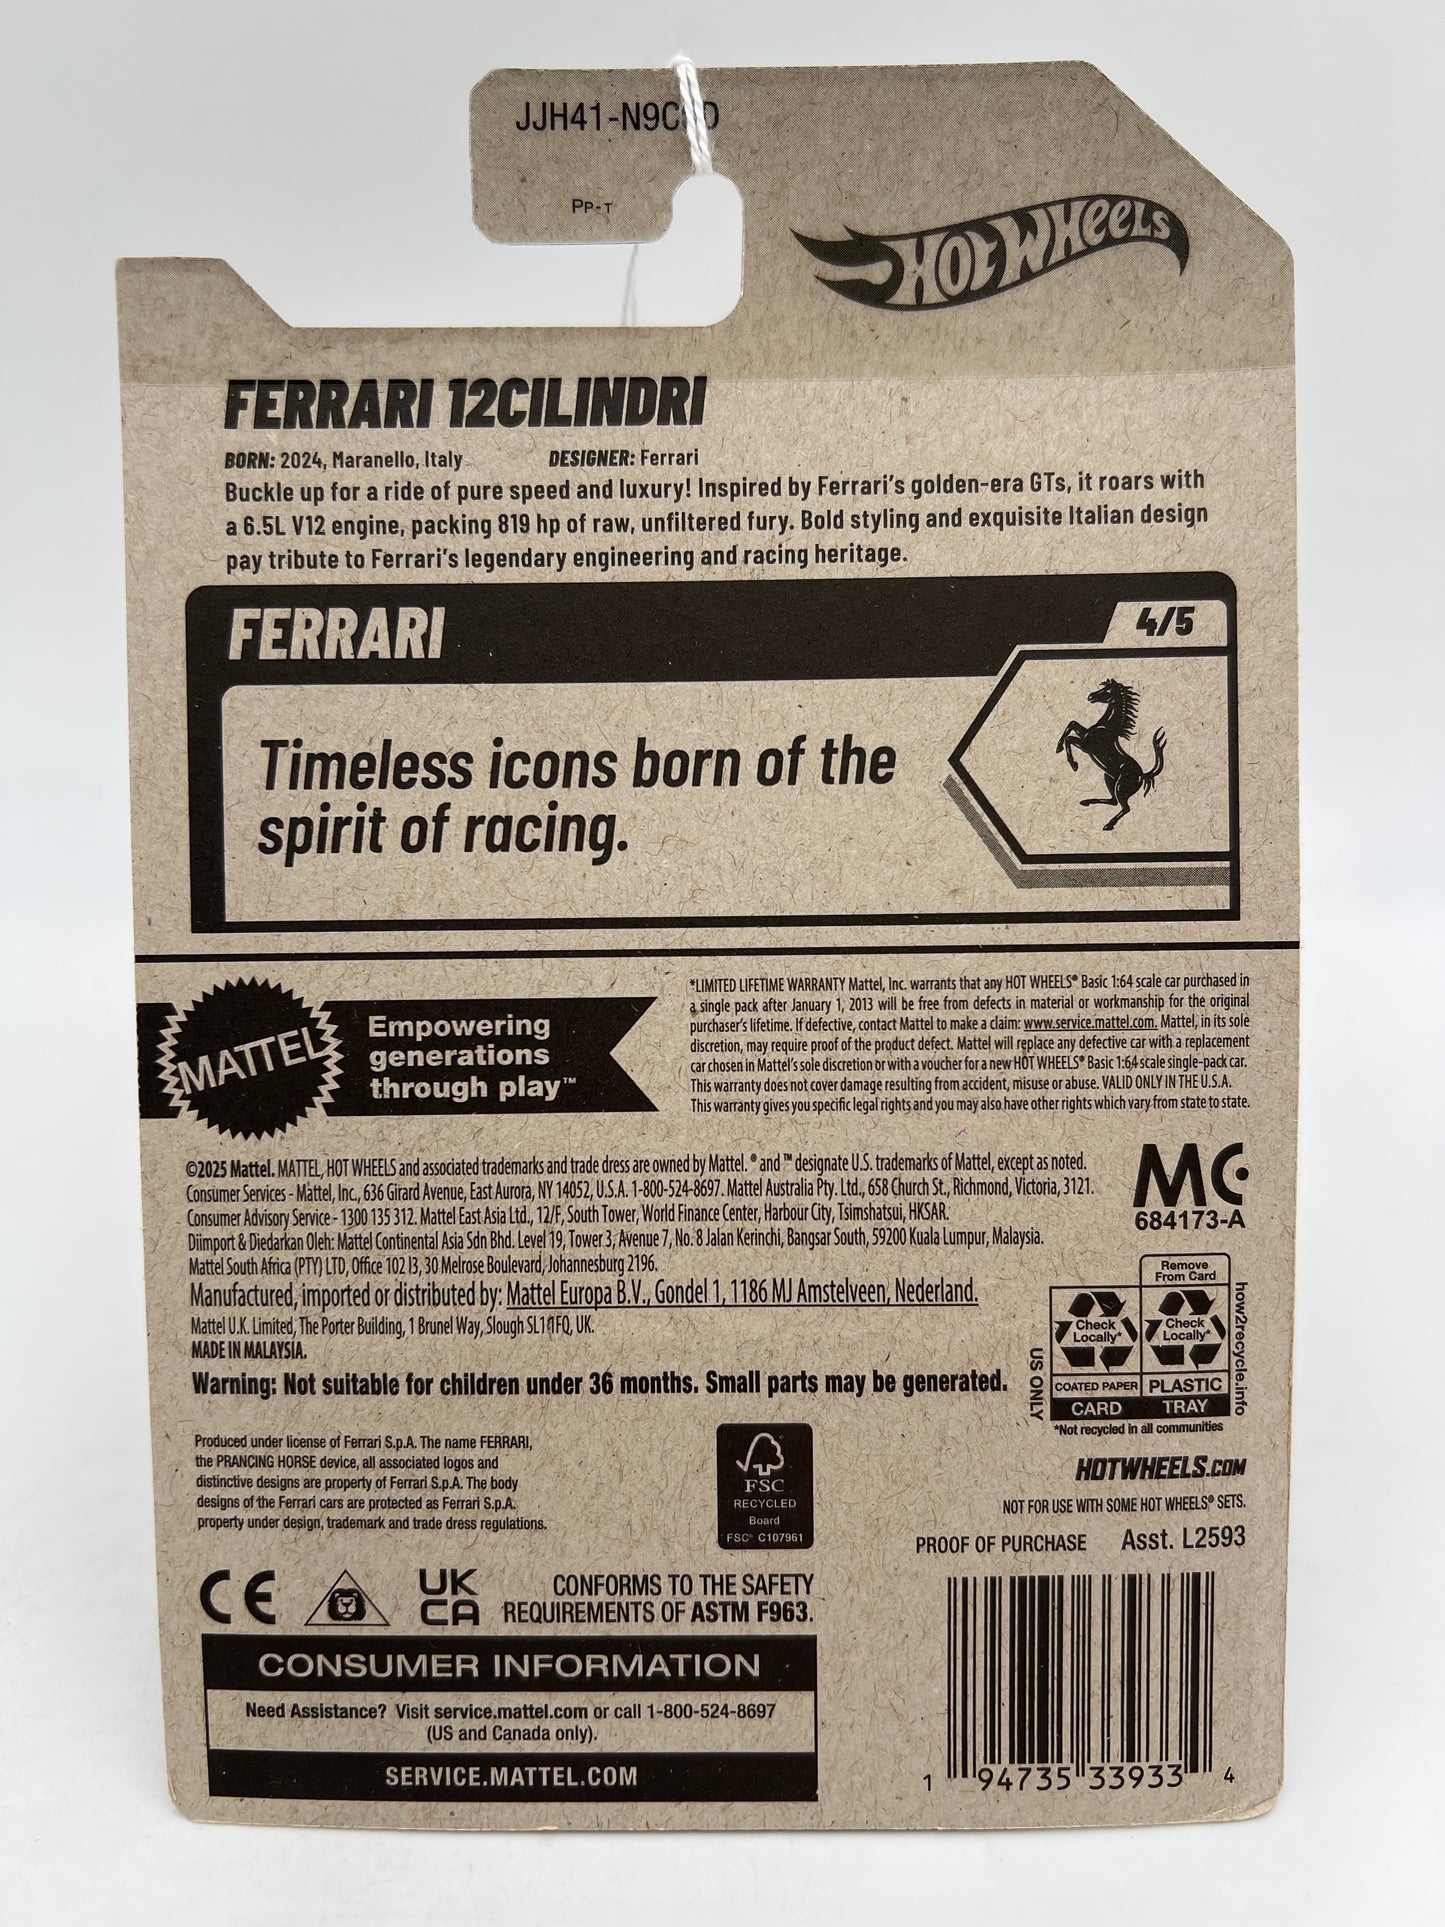 PP-T
HOT WHEELS
FERRARI 12CILINDRI
BORN: 2024, Maranello, Italy DESIGNER: Ferrari
Buckle up for a ride of pure speed and luxury! Inspired by Ferrari's golden-era GTs, it roars with
a 6.5L V12 engine, packing 819 hp of raw, unfiltered fury. Bold styling and exquisite Italian design
pay tribute to Ferrari's legendary engineering and racing heritage.
FERRARI
4/5
Timeless icons born of the
spirit of racing.
MATTEL
Empowering
generations
through play™
*LIMITED LIFETIME WARRANTY Mattel, Inc. warrants that any HOT WHEELS® Basic 1:64 scale car purchased in
a single pack after January 1, 2013 will be free from defects in material or workmanship for the original
purchaser's lifetime. If defective, contact Mattel to make a claim: www.service.mattel.com. Mattel, in its sole
discretion, may require proof of the product defect. Mattel will replace any defective car with a replacement
car chosen in Mattel's sole discretion or with a voucher for a new HOT WHEELS® Basic 1:64 scale single-pack car.
This warranty does not cover damage resulting from accident, misuse or abuse. VALID ONLY IN THE U.S.A.
This warranty gives you specific legal rights and you may also have other rights which vary from state to state.
©2025 Mattel. MATTEL, HOT WHEELS and associated trademarks and trade dress are owned by Mattel. ® and ™ designate U.S. trademarks of Mattel, except as noted.
Consumer Services - Mattel, Inc., 636 Girard Avenue, East Aurora, NY 14052, U.S.A. 1-800-524-8697. Mattel Australia Pty. Ltd., 658 Church St., Richmond, Victoria, 3121.
Consumer Advisory Service - 1300 135 312. Mattel East Asia Ltd., 12/F, South Tower, World Finance Center, Harbour City, Tsimshatsui, HKSAR.
Diimport & Diedarkan Oleh: Mattel Continental Asia Sdn Bhd. Level 19, Tower 3, Avenue 7, No. 8 Jalan Kerinchi, Bangsar South, 59200 Kuala Lumpur, Malaysia.
Mattel South Africa (PTY) LTD, Office 102 I3, 30 Melrose Boulevard, Johannesburg 2196.
Manufactured, imported or distributed by: Mattel Europa B.V., Gondel 1, 1186 MJ Amstelveen, Nederland.
Mattel U.K. Limited, The Porter Building, 1 Brunel Way, Slough SL1 1FQ, UK.
MADE IN MALAYSIA.
Warning: Not suitable for children under 36 months. Small parts may be generated.
MC
684173-A
Remove
From Card
Check
Locally*
Check
Locally*
COATED PAPER
PLASTIC
CARD
TRAY
US ONLY
how2recycle.info
*Not recycled in all communities
Produced under license of Ferrari S.p.A. The name FERRARI,
the PRANCING HORSE device, all associated logos and
distinctive designs are property of Ferrari S.p.A. The body
designs of the Ferrari cars are protected as Ferrari S.p.A.
property under design, trademark and trade dress regulations.
FSC
RECYCLED
Board
FSC® C107961
HOTWHEELS.COM
NOT FOR USE WITH SOME HOT WHEELS® SETS.
PROOF OF PURCHASE Asst. L2593
CE
UK
CA
CONFORMS TO THE SAFETY
REQUIREMENTS OF ASTM F963.
CONSUMER INFORMATION
Need Assistance? Visit service.mattel.com or call 1-800-524-8697
(US and Canada only).
SERVICE.MATTEL.COM
1 94735 33933 4